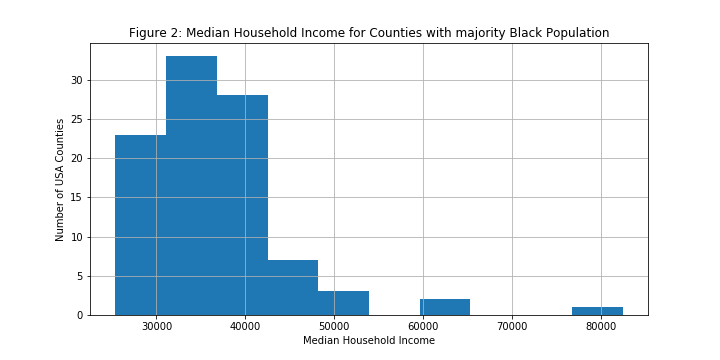 Figure 2: Median Household Income for Counties with majority Black Population
30
25
20
15
10
5
0
Number of USA Counties
30000 40000 50000 60000 70000 80000
Median Household Income